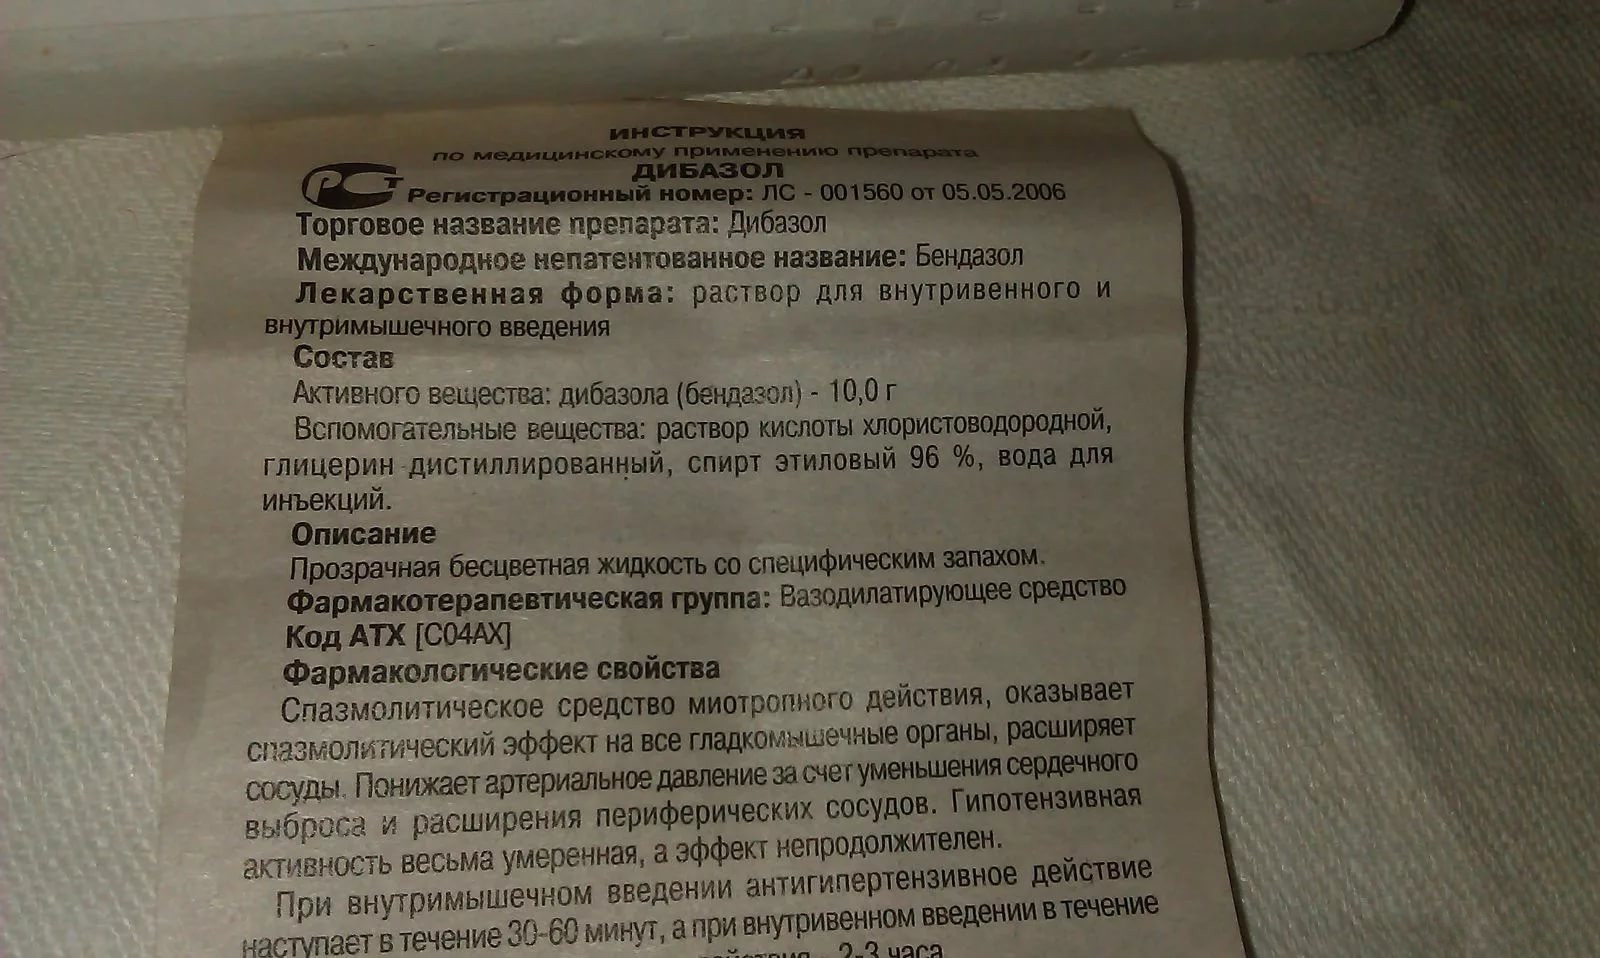 ИНСТРУКЦИЯ
по медицинскому применению препарата
ДИБАЗОЛ
РСТ
Регистрационный номер: ЛС - 001560 от 05.05.2006
Торговое название препарата: Дибазол
Международное непатентованное название: Бендазол
Лекарственная форма: раствор для внутривенного и
внутримышечного введения
Состав
Активного вещества: дибазола (бендазол) - 10,0 г
Вспомогательные вещества: раствор кислоты хлористоводородной,
глицерин дистиллированный, спирт этиловый 96 %, вода для
инъекций.
Описание
Прозрачная бесцветная жидкость со специфическим запахом.
Фармакотерапевтическая группа: Вазодилатирующее средство
Код АТХ [C04AX]
Фармакологические свойства
Спазмолитическое средство миотропного действия, оказывает
спазмолитический эффект на все гладкомышечные органы, расширяет
сосуды. Понижает артериальное давление за счет уменьшения сердечного
выброса и расширения периферических сосудов. Гипотензивная
активность весьма умеренная, а эффект непродолжителен.
При внутримышечном введении антигипертензивное действие
наступает в течение 30-60 минут, а при внутривенном введении в течение
2-3 часа